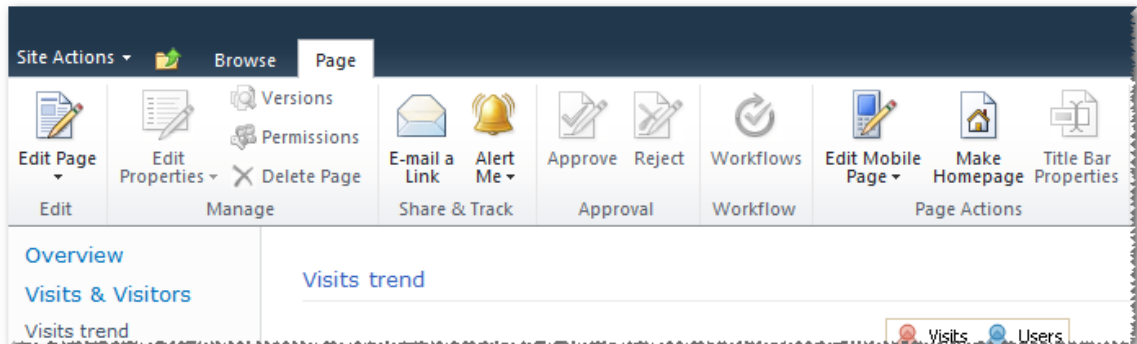 Site Actions Browse Page
Versions
Permissions
Edit Page Edit Properties Delete Page E-mail a Link Alert Me Approve Reject Workflows Edit Mobile Page Make Homepage Title Bar Properties
Edit Manage Share & Track Approval Workflow Page Actions
Overview
Visits & Visitors
Visits trend
Visits trend
Visits Users